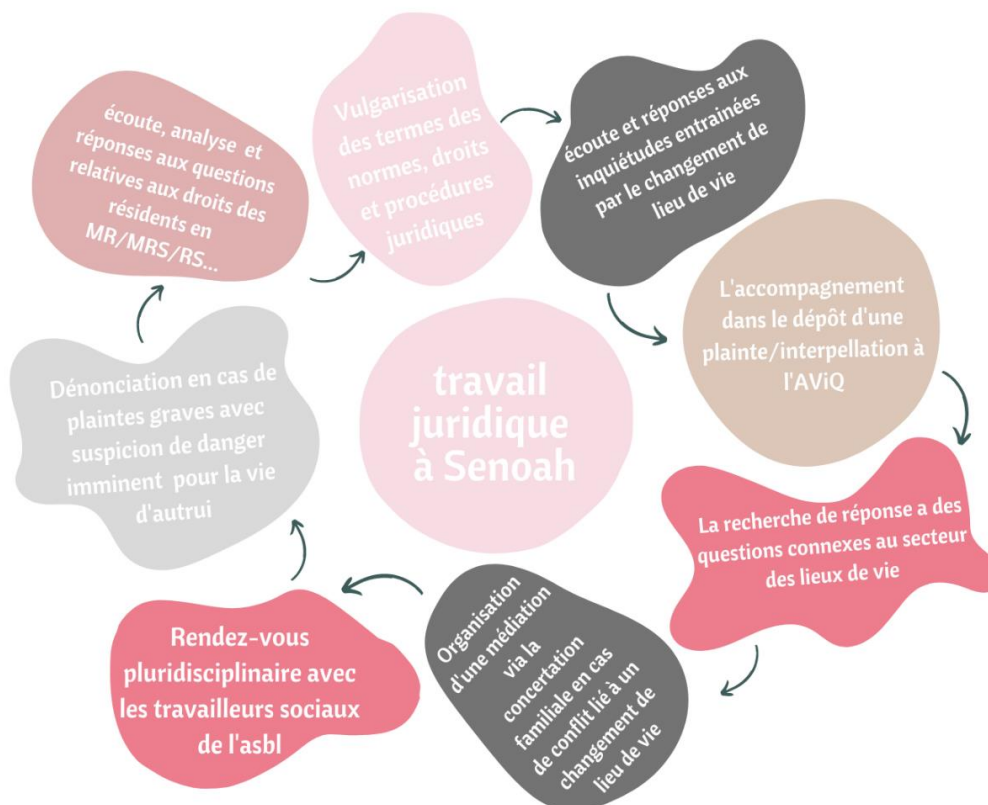 écoute, analyse et
réponses aux questions
relatives aux droits des
résidents en
MR/MRS/RS...
Vulgarisation
des termes des
normes, droits
et procédures
juridiques
écoute et réponses aux
inquiétudes entrainées
par le changement de
lieu de vie
L'accompagnement
dans le dépôt d'une
plainte/interpellation à
l'AViQ
La recherche de réponse a des
questions connexes au secteur
des lieux de vie
Organisation
d'une médiation
via la
concertation
familiale en cas
de conflit lié à un
changement de
lieu de vie
Rendez-vous
pluridisciplinaire avec
les travailleurs sociaux
de l'asbl
Dénonciation en cas de
plaintes graves avec
suspicion de danger
imminent pour la vie
d'autrui
travail
juridique
à Senoah